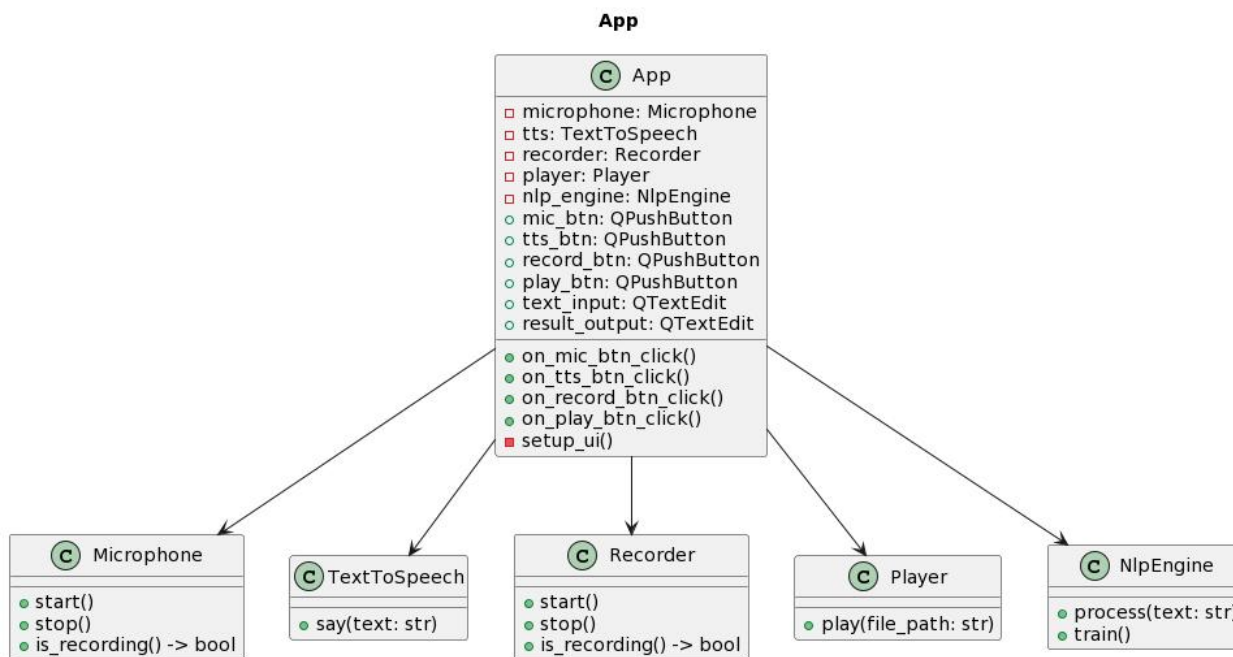 App
C App
microphone: Microphone
tts: TextToSpeech
recorder: Recorder
player: Player
nlp_engine: NlpEngine
mic_btn: QPushButton
tts_btn: QPushButton
record_btn: QPushButton
play_btn: QPushButton
text_input: QTextEdit
result_output: QTextEdit
on_mic_btn_click()
on_tts_btn_click()
on_record_btn_click()
on_play_btn_click()
setup_ui()
C Microphone
start()
stop()
is_recording() -> bool
C TextToSpeech
say(text: str)
C Recorder
start()
stop()
is_recording() -> bool
C Player
play(file_path: str)
C NlpEngine
process(text: str)
train()